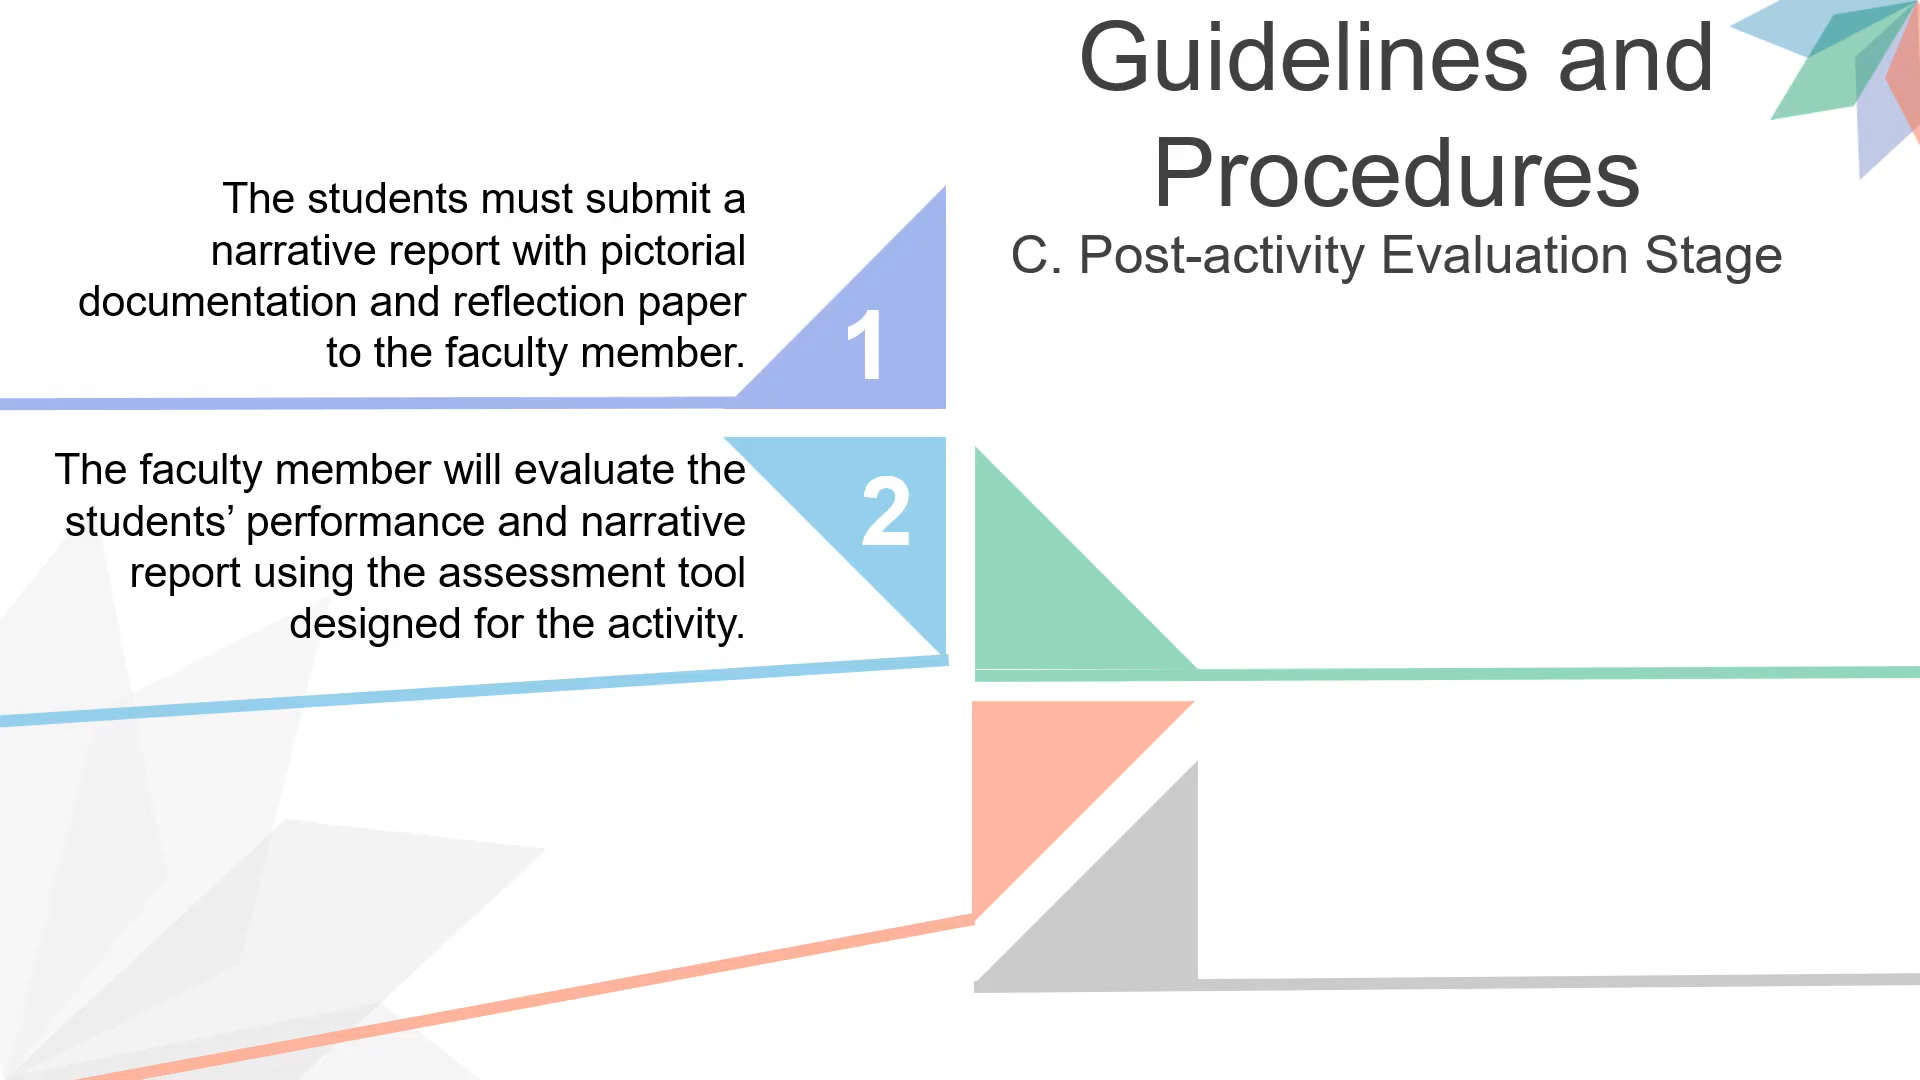 Guidelines and
Procedures
C. Post-activity Evaluation Stage
The students must submit a
narrative report with pictorial
documentation and reflection paper
to the faculty member.
1
The faculty member will evaluate the
students’ performance and narrative
report using the assessment tool
designed for the activity.
2